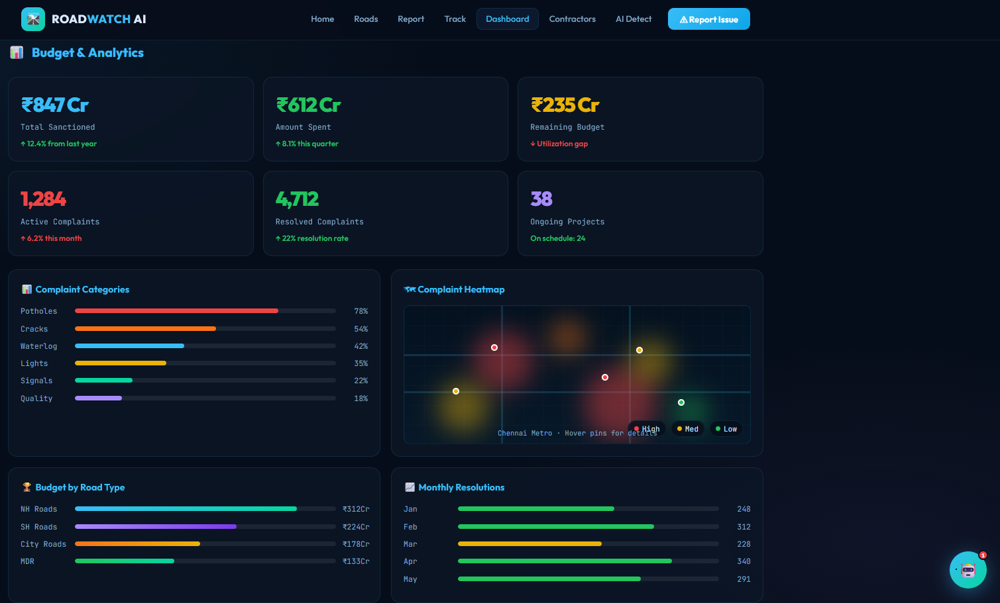 ROADWATCH AI
Home
Roads
Report
Track
Dashboard
Contractors
AI Detect
⚠ Report Issue
Budget & Analytics
₹847 Cr
Total Sanctioned
↑ 12.4% from last year
₹612 Cr
Amount Spent
↑ 8.1% this quarter
₹235 Cr
Remaining Budget
↓ Utilization gap
1,284
Active Complaints
↑ 6.2% this month
4,712
Resolved Complaints
↑ 22% resolution rate
38
Ongoing Projects
On schedule: 24
Complaint Categories
Potholes 78%
Cracks 54%
Waterlog 42%
Lights 35%
Signals 22%
Quality 18%
Complaint Heatmap
Chennai Metro · Hover pins for details
High
Med
Low
Budget by Road Type
NH Roads ₹312Cr
SH Roads ₹224Cr
City Roads ₹178Cr
MDR ₹133Cr
Monthly Resolutions
Jan 248
Feb 312
Mar 228
Apr 340
May 291
1